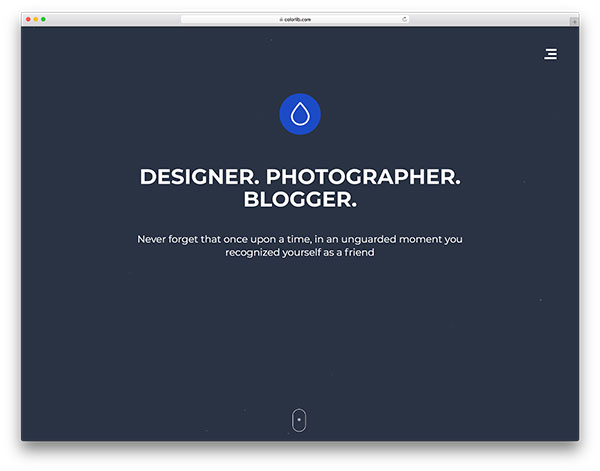 colorlib.com
DESIGNER. PHOTOGRAPHER.
BLOGGER.
Never forget that once upon a time, in an unguarded moment you
recognized yourself as a friend